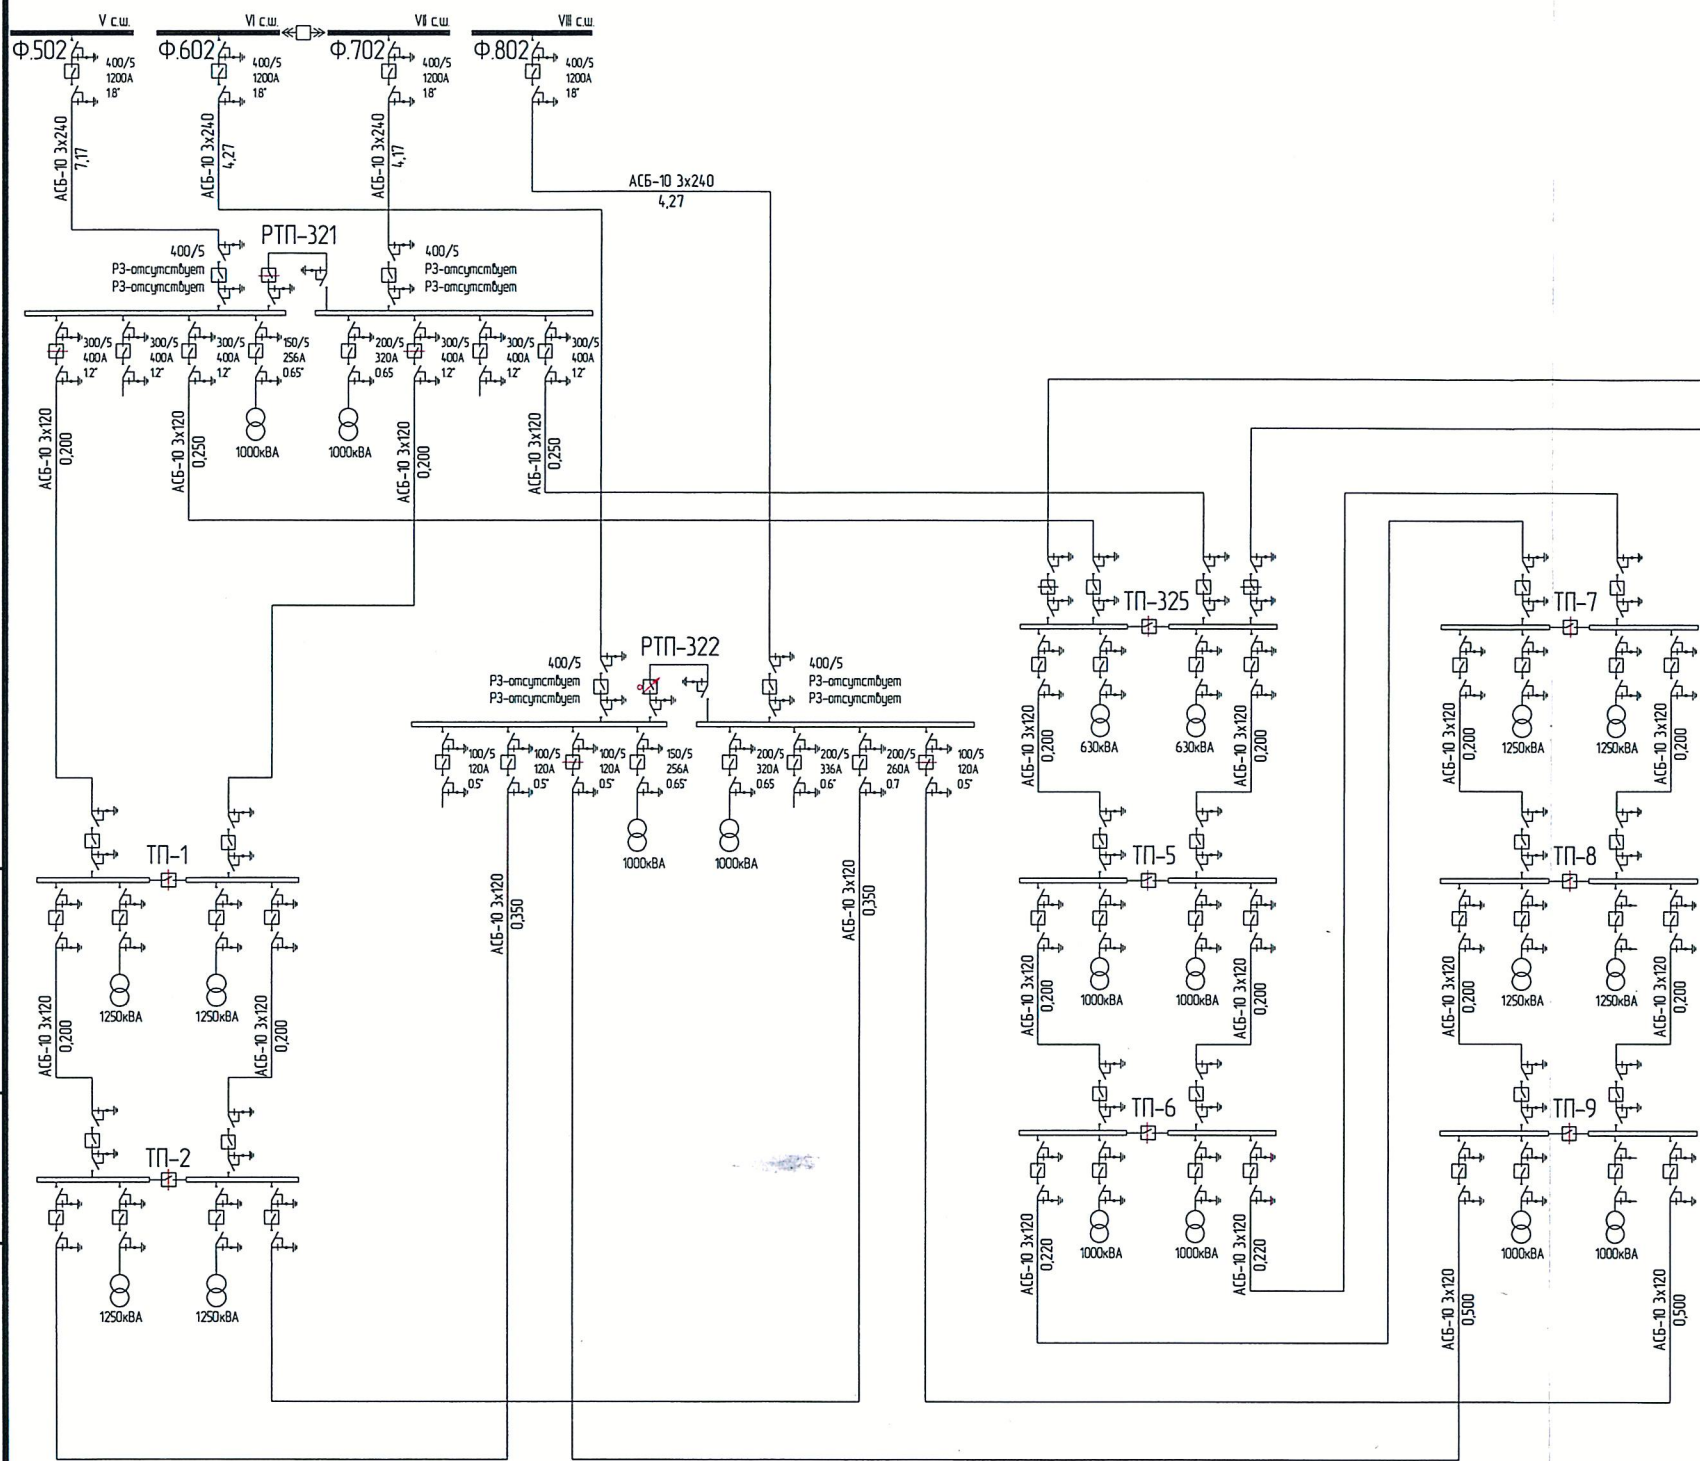 V с.ш.
VI с.ш.
VII с.ш.
VIII с.ш.
Ф.502
400/5
1200А
18"
Ф.602
400/5
1200А
18"
Ф.702
400/5
1200А
18"
Ф.802
400/5
1200А
18"
АСБ-10 3х240
7,17
АСБ-10 3х240
4,27
АСБ-10 3х240
4,17
АСБ-10 3х240
4,27
РТП-321
400/5
РЗ-отсутствует
РЗ-отсутствует
400/5
РЗ-отсутствует
РЗ-отсутствует
300/5
400А
1.2"
300/5
400А
1.2"
300/5
400А
1.2"
150/5
256А
0.65"
200/5
320А
0.65
300/5
400А
1.2"
300/5
400А
1.2"
300/5
400А
1.2"
АСБ-10 3х120
0,200
АСБ-10 3х120
0,250
1000кВА
1000кВА
АСБ-10 3х120
0,200
АСБ-10 3х120
0,250
РТП-322
400/5
РЗ-отсутствует
РЗ-отсутствует
400/5
РЗ-отсутствует
РЗ-отсутствует
100/5
120А
0.5"
100/5
120А
0.5"
100/5
120А
0.5"
150/5
256А
0.65"
200/5
320А
0.65
200/5
336А
0.6"
200/5
260А
0.7
100/5
120А
0.5"
1000кВА
1000кВА
АСБ-10 3х120
0,350
АСБ-10 3х120
0,350
ТП-1
1250кВА
1250кВА
АСБ-10 3х120
0,200
АСБ-10 3х120
0,200
ТП-2
1250кВА
1250кВА
ТП-325
630кВА
630кВА
АСБ-10 3х120
0,200
АСБ-10 3х120
0,200
ТП-5
1000кВА
1000кВА
АСБ-10 3х120
0,200
АСБ-10 3х120
0,200
ТП-6
1000кВА
1000кВА
АСБ-10 3х120
0,220
АСБ-10 3х120
0,220
ТП-7
1250кВА
1250кВА
АСБ-10 3х120
0,200
АСБ-10 3х120
0,200
ТП-8
1250кВА
1250кВА
АСБ-10 3х120
0,200
АСБ-10 3х120
0,200
ТП-9
1000кВА
1000кВА
АСБ-10 3х120
0,500
АСБ-10 3х120
0,500